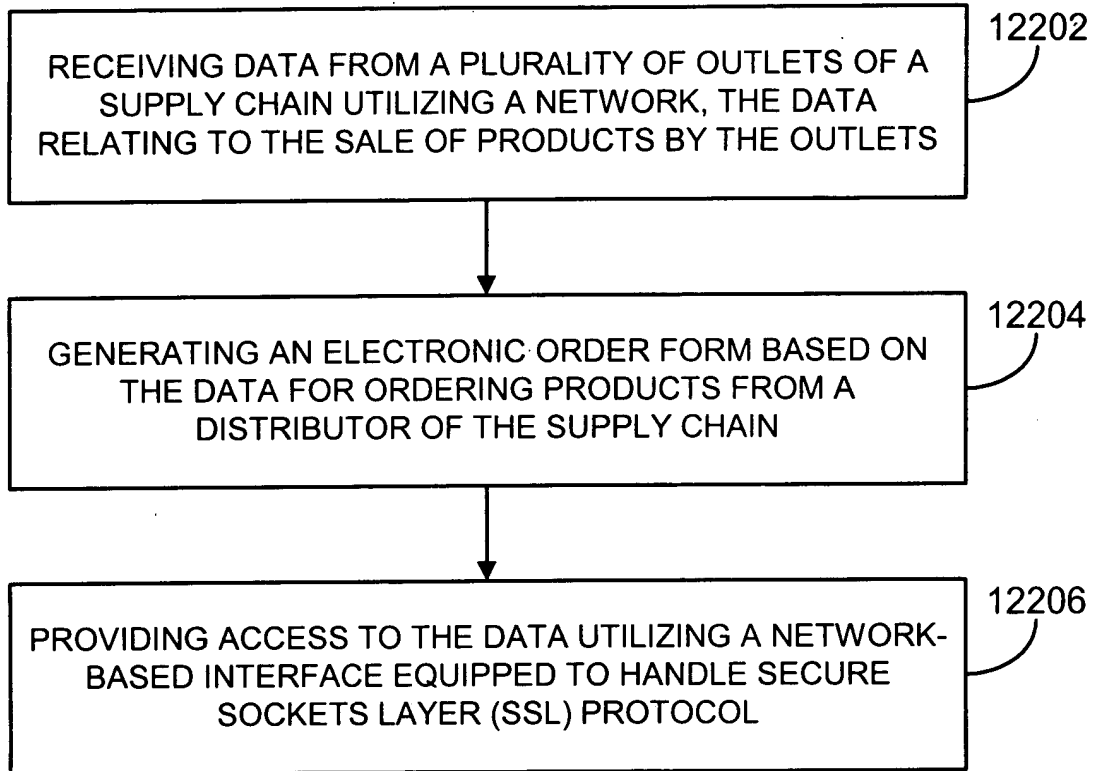 12202
RECEIVING DATA FROM A PLURALITY OF OUTLETS OF A
SUPPLY CHAIN UTILIZING A NETWORK, THE DATA
RELATING TO THE SALE OF PRODUCTS BY THE OUTLETS
12204
GENERATING AN ELECTRONIC ORDER FORM BASED ON
THE DATA FOR ORDERING PRODUCTS FROM A
DISTRIBUTOR OF THE SUPPLY CHAIN
12206
PROVIDING ACCESS TO THE DATA UTILIZING A NETWORK-
BASED INTERFACE EQUIPPED TO HANDLE SECURE
SOCKETS LAYER (SSL) PROTOCOL